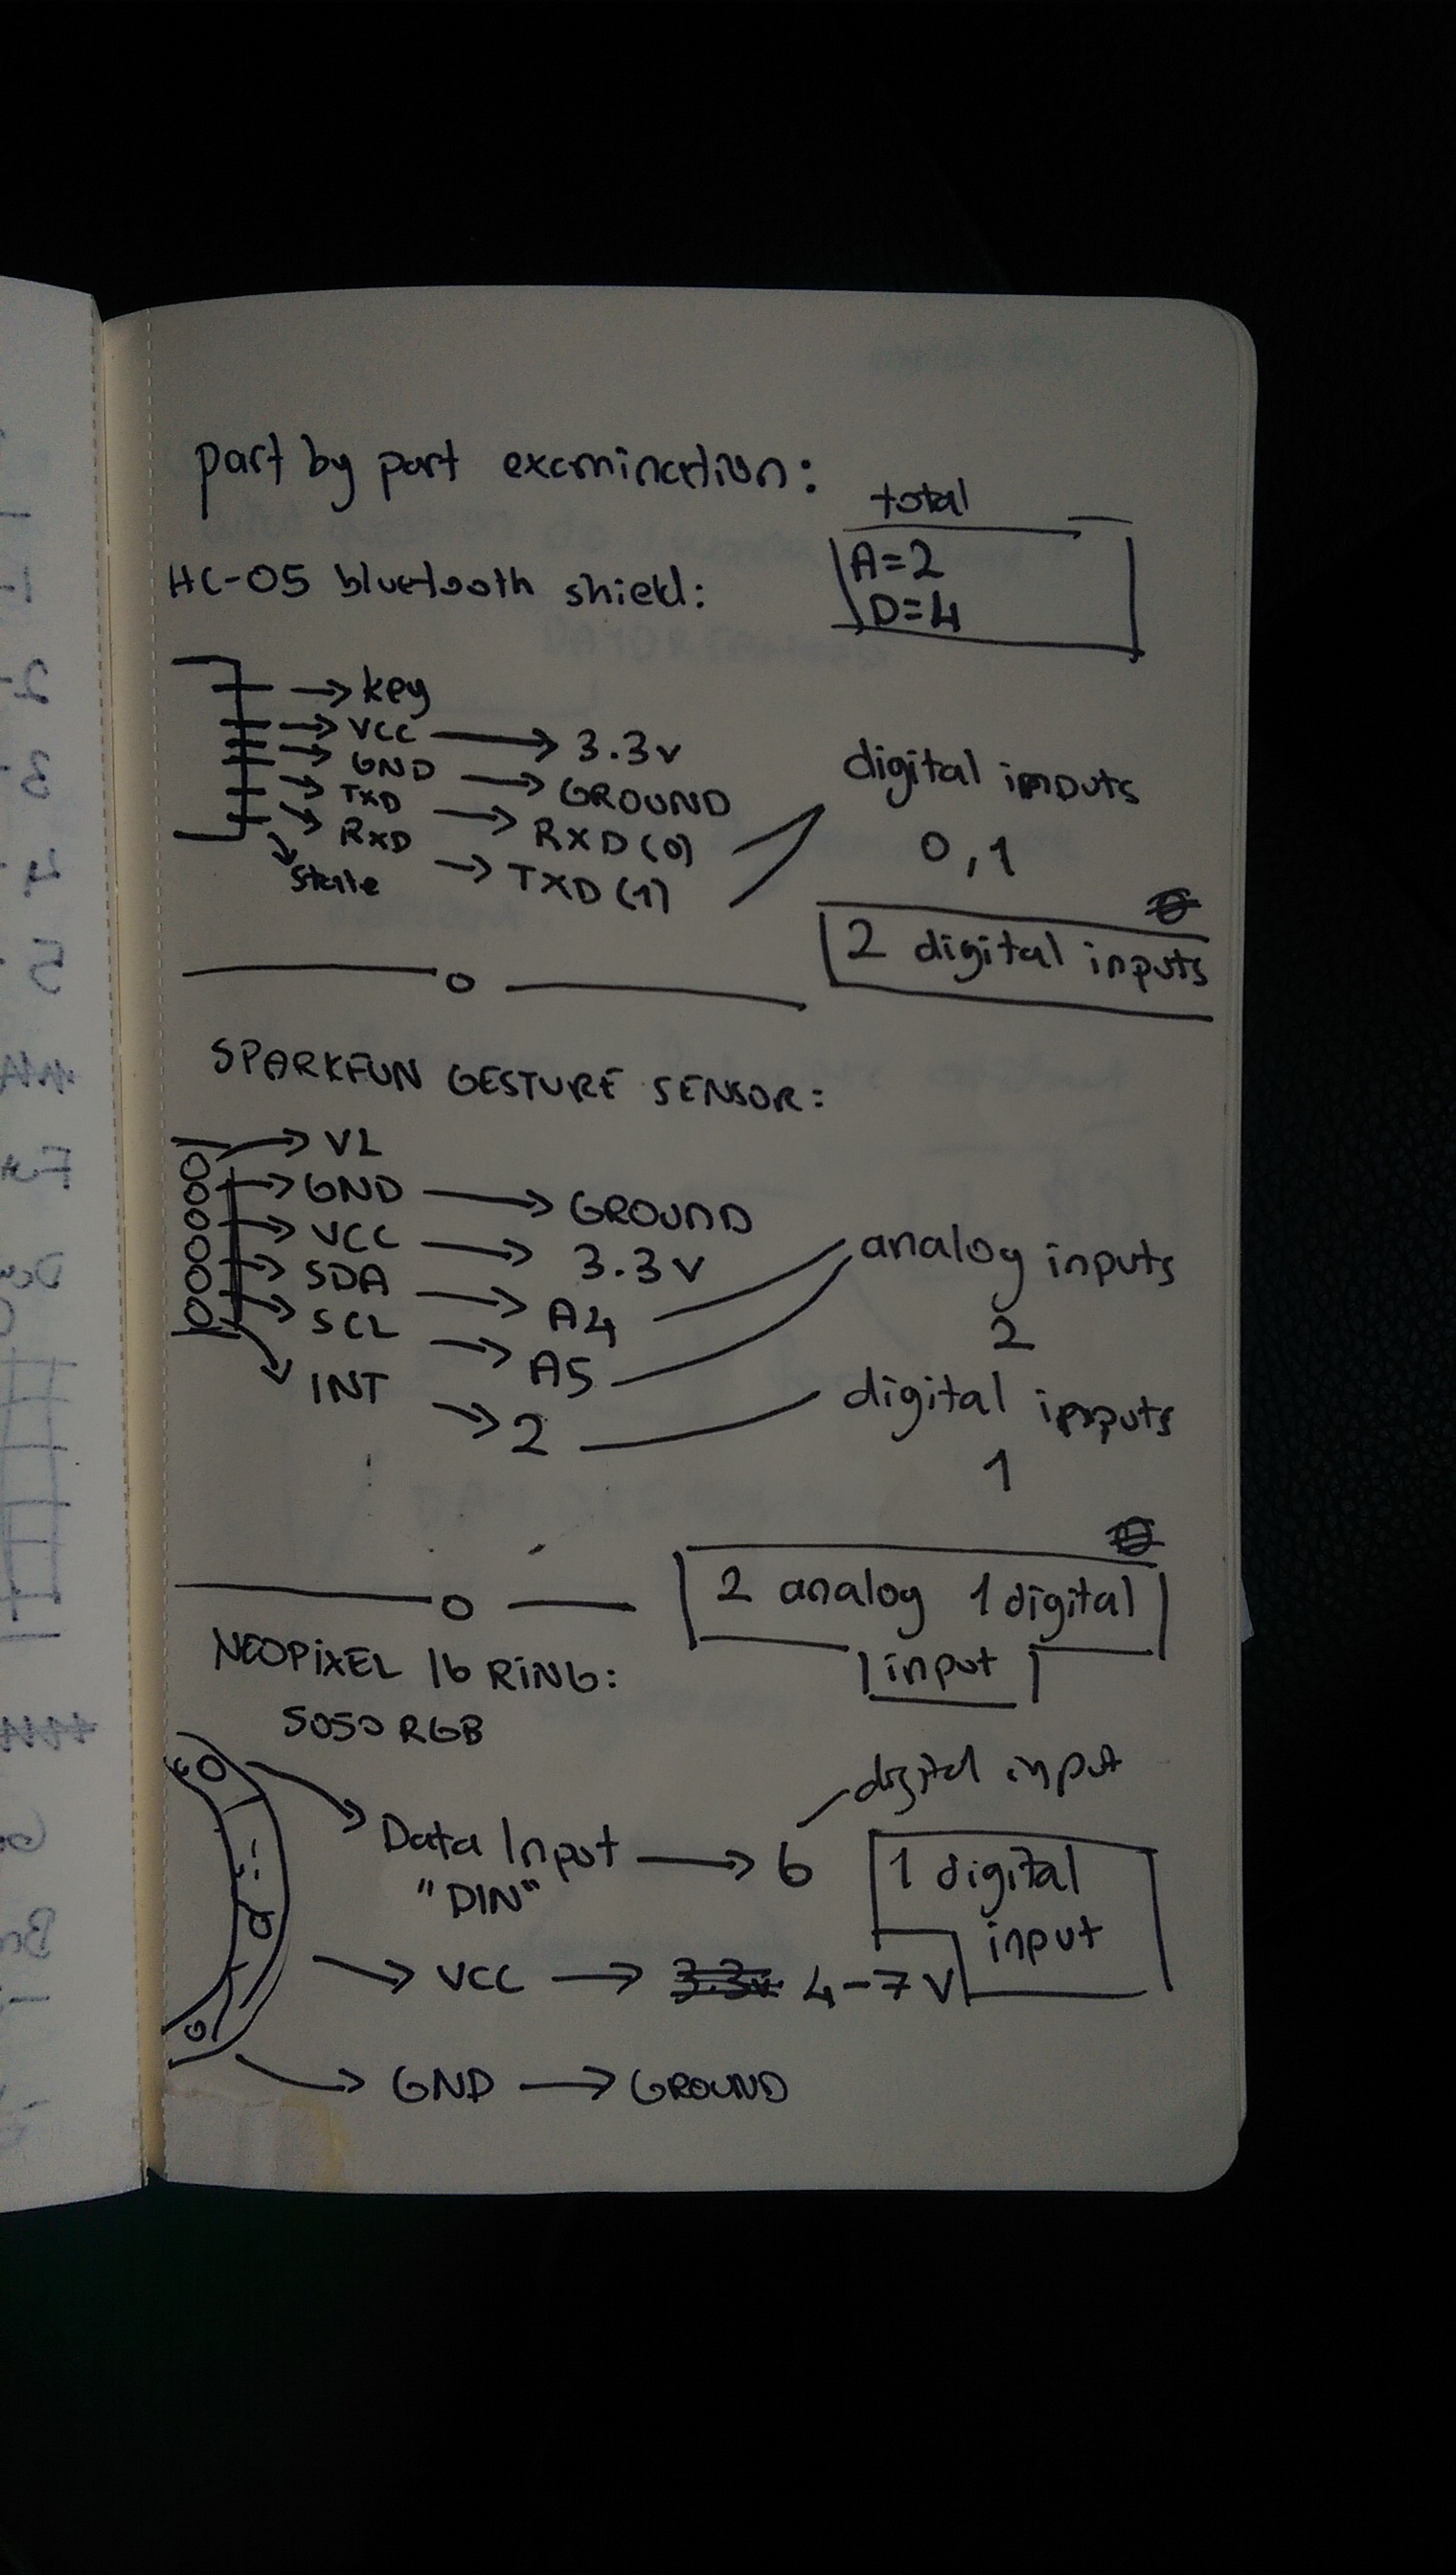 part by part examination:
total
A=2
D=4
HC-05 bluetooth shield:
→ key
→ VCC → 3.3v
→ GND → GROUND
→ TXD → RXD (0)
→ RXD → TXD (1)
State
digital inputs
0,1
2 digital inputs
SPARKFUN GESTURE SENSOR:
→ VL
→ GND → GROUND
→ VCC → 3.3v
→ SDA → A4
→ SCL → A5
INT → 2
analog inputs
2
digital inputs
1
2 analog 1 digital
input
NEOPiXEL 16 RiNG:
5050 RGB
Data Input → 6
"DIN"
digital input
1 digital
input
→ VCC → 3.3v 4-7 V
→ GND → GROUND